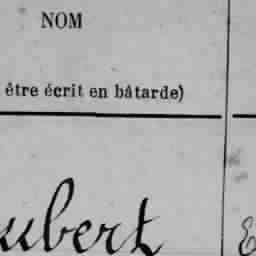 NOM
être écrit en bâtarde)
ubert